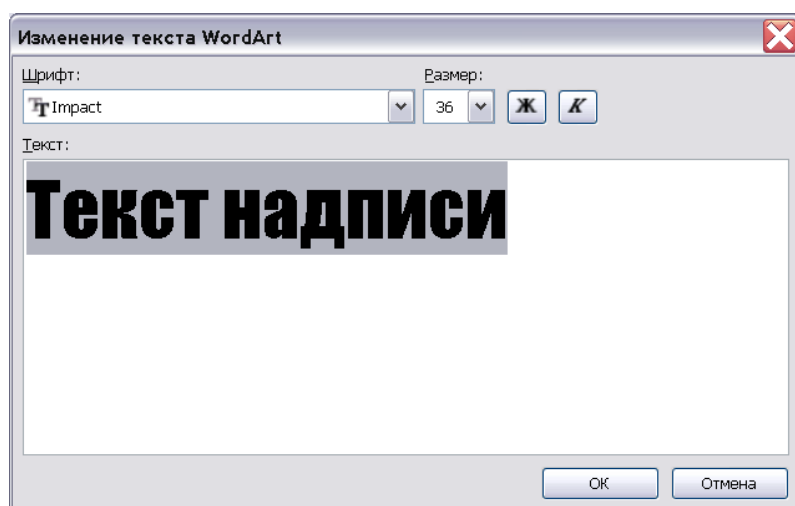 Изменение текста WordArt
Шрифт: Размер:
Impact 36 Ж К
Текст:
Текст надписи
ОК Отмена